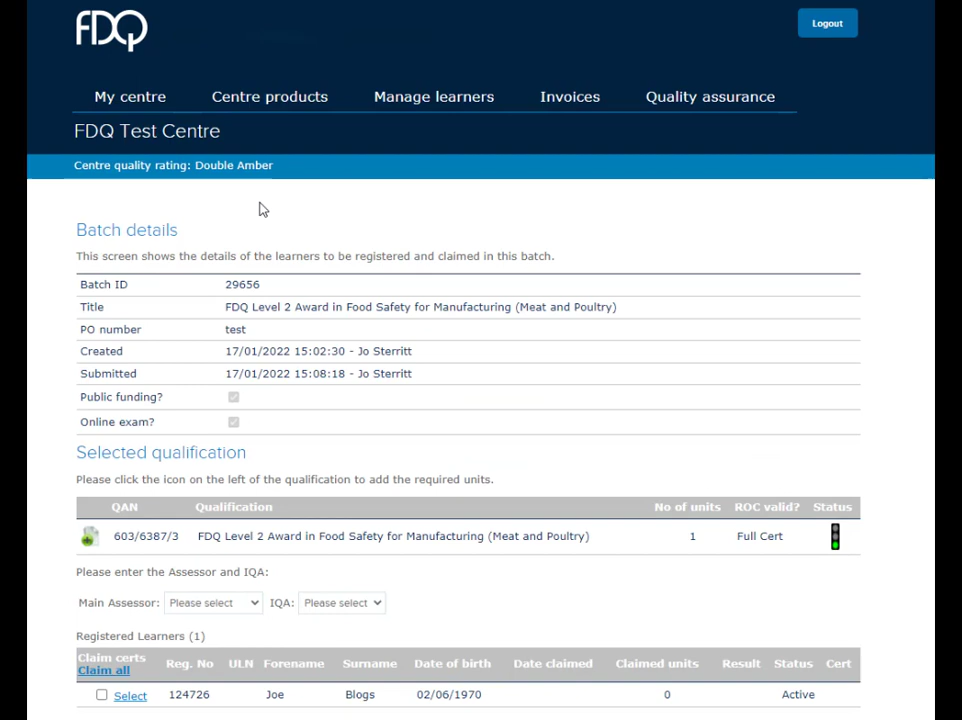 FDQ
Logout
My centre Centre products Manage learners Invoices Quality assurance
FDQ Test Centre
Centre quality rating: Double Amber
Batch details
This screen shows the details of the learners to be registered and claimed in this batch.
Batch ID 29656
Title FDQ Level 2 Award in Food Safety for Manufacturing (Meat and Poultry)
PO number test
Created 17/01/2022 15:02:30 - Jo Sterritt
Submitted 17/01/2022 15:08:18 - Jo Sterritt
Public funding?
Online exam?
Selected qualification
Please click the icon on the left of the qualification to add the required units.
QAN Qualification No of units ROC valid? Status
603/6387/3 FDQ Level 2 Award in Food Safety for Manufacturing (Meat and Poultry) 1 Full Cert
Please enter the Assessor and IQA:
Main Assessor: Please select IQA: Please select
Registered Learners (1)
Claim certs
Claim all Reg. No ULN Forename Surname Date of birth Date claimed Claimed units Result Status Cert
Select 124726 Joe Blogs 02/06/1970 0 Active